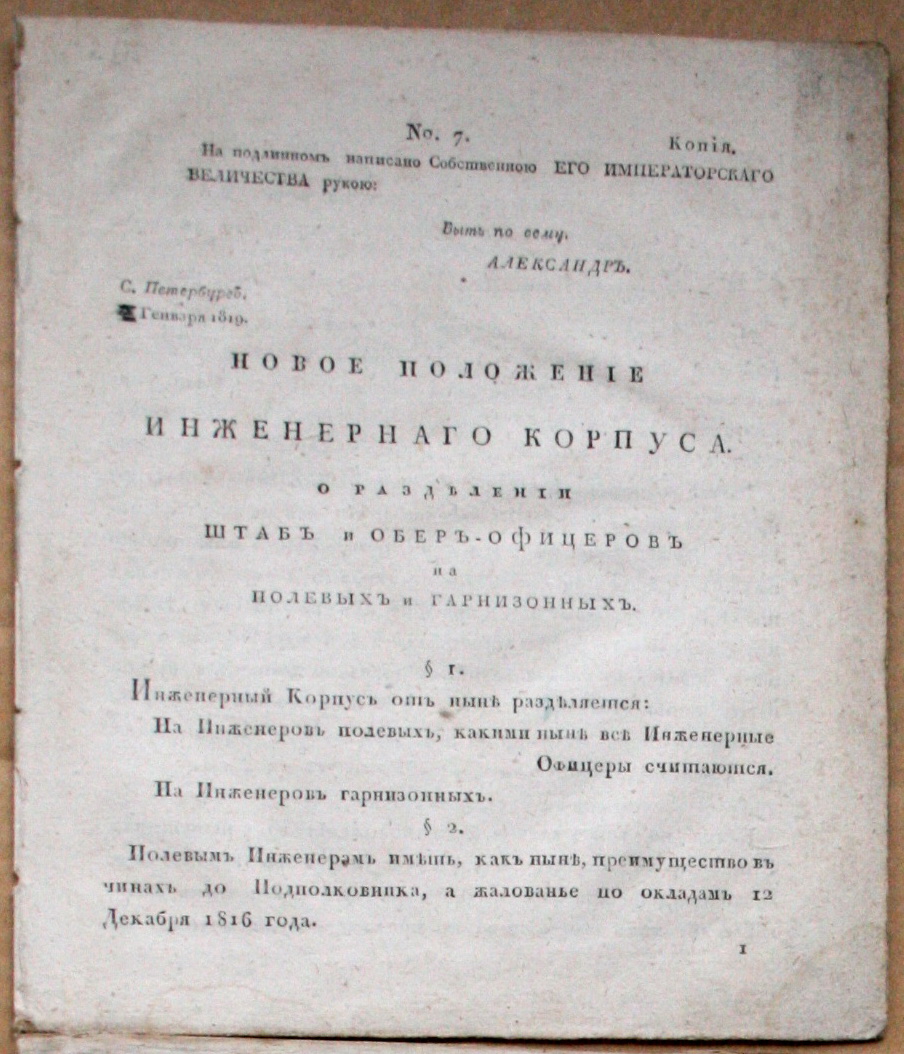 No. 7.
Копія.
На подлинномъ написано Собственною ЕГО ИМПЕРАТОРСКАГО
ВЕЛИЧЕСТВА рукою:
Быть по сему.
АЛЕКСАНДРЪ.
С. Петербургъ.
Генваря 1819.
НОВОЕ ПОЛОЖЕНІЕ
ИНЖЕНЕРНАГО КОРПУСА.
О РАЗДѢЛЕНІИ
ШТАБЪ и ОБЕРЪ-ОФИЦЕРОВЪ
на
ПОЛЕВЫХЪ и ГАРНИЗОННЫХЪ.
§ 1.
Инженерный Корпусъ отъ нынѣ раздѣляется:
На Инженеровъ полевыхъ, какими нынѣ всѣ Инженерные
Офицеры считаются.
На Инженеровъ гарнизонныхъ.
§ 2.
Полевымъ Инженерамъ имѣть, какъ нынѣ, преимущество въ
чинахъ до Подполковника, а жалованье по окладамъ 12
Декабря 1816 года.
1